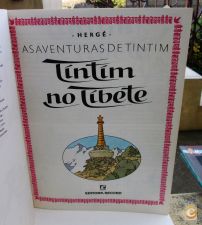 - HERGÉ -
AS AVENTURAS DE TINTIM
Tintim
no Tibete
EDITORA RECORD